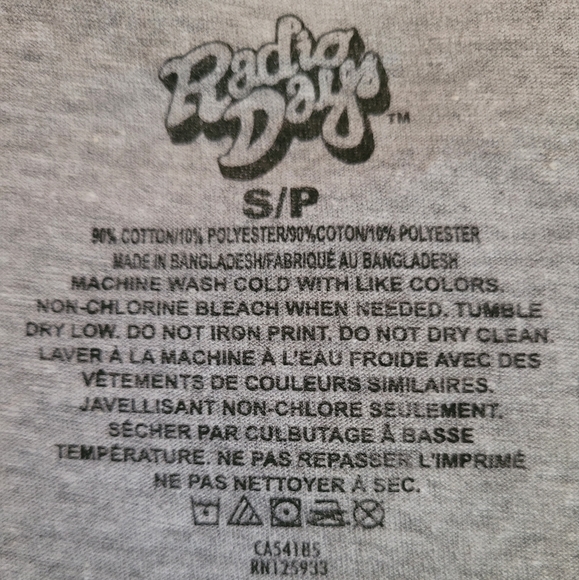 Radio
Days
TM
S/P
90% COTTON/10% POLYESTER/90%COTON/10% POLYESTER
MADE IN BANGLADESH/FABRIQUÉ AU BANGLADESH
MACHINE WASH COLD WITH LIKE COLORS.
NON-CHLORINE BLEACH WHEN NEEDED. TUMBLE
DRY LOW. DO NOT IRON PRINT. DO NOT DRY CLEAN.
LAVER À LA MACHINE À L'EAU FROIDE AVEC DES
VÊTEMENTS DE COULEURS SIMILAIRES.
JAVELLISANT NON-CHLORE SEULEMENT.
SÉCHER PAR CULBUTAGE À BASSE
TEMPÉRATURE. NE PAS REPASSER L'IMPRIMÉ
NE PAS NETTOYER À SEC.
CA54185
RN125933